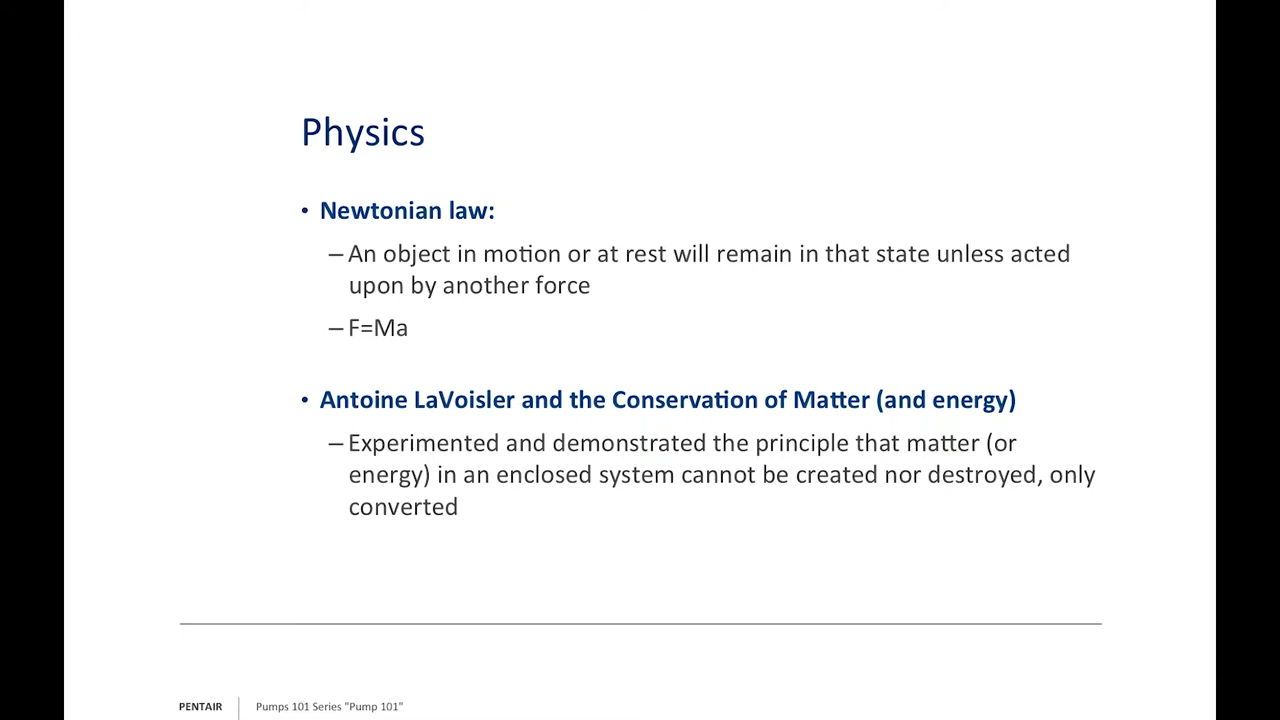 Physics
• Newtonian law:
– An object in motion or at rest will remain in that state unless acted
upon by another force
– F=Ma
• Antoine LaVoisler and the Conservation of Matter (and energy)
– Experimented and demonstrated the principle that matter (or
energy) in an enclosed system cannot be created nor destroyed, only
converted
PENTAIR
Pumps 101 Series "Pump 101"